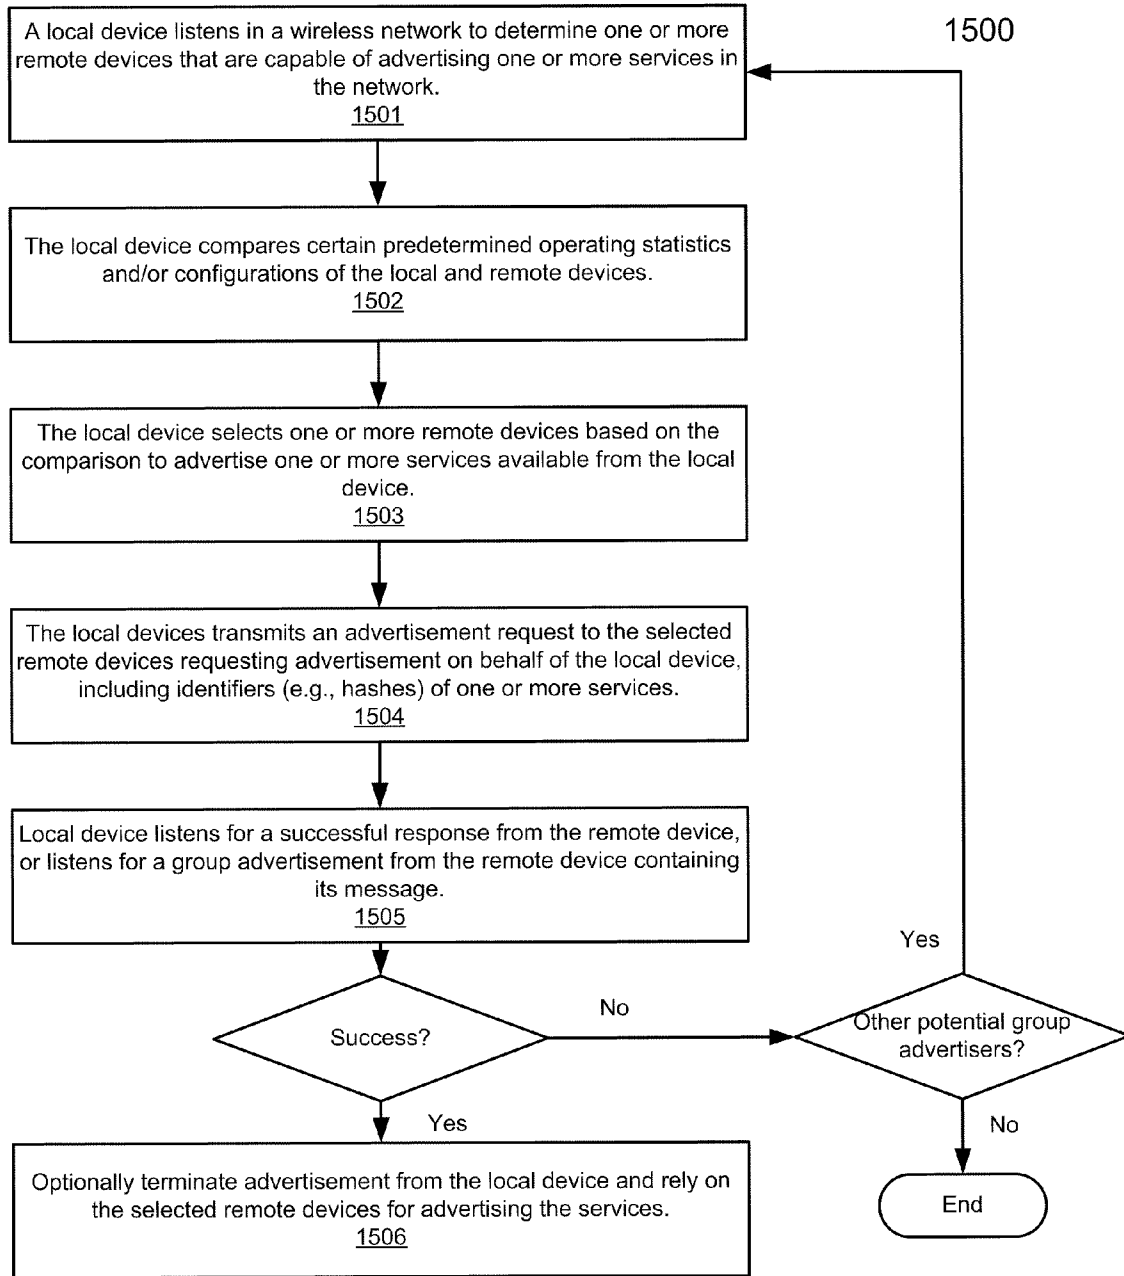 1500
A local device listens in a wireless network to determine one or more
remote devices that are capable of advertising one or more services in
the network.
1501
The local device compares certain predetermined operating statistics
and/or configurations of the local and remote devices.
1502
The local device selects one or more remote devices based on the
comparison to advertise one or more services available from the local
device.
1503
The local devices transmits an advertisement request to the selected
remote devices requesting advertisement on behalf of the local device,
including identifiers (e.g., hashes) of one or more services.
1504
Local device listens for a successful response from the remote device,
or listens for a group advertisement from the remote device containing
its message.
1505
Success?
No
Other potential group
advertisers?
Yes
No
End
Yes
Optionally terminate advertisement from the local device and rely on
the selected remote devices for advertising the services.
1506